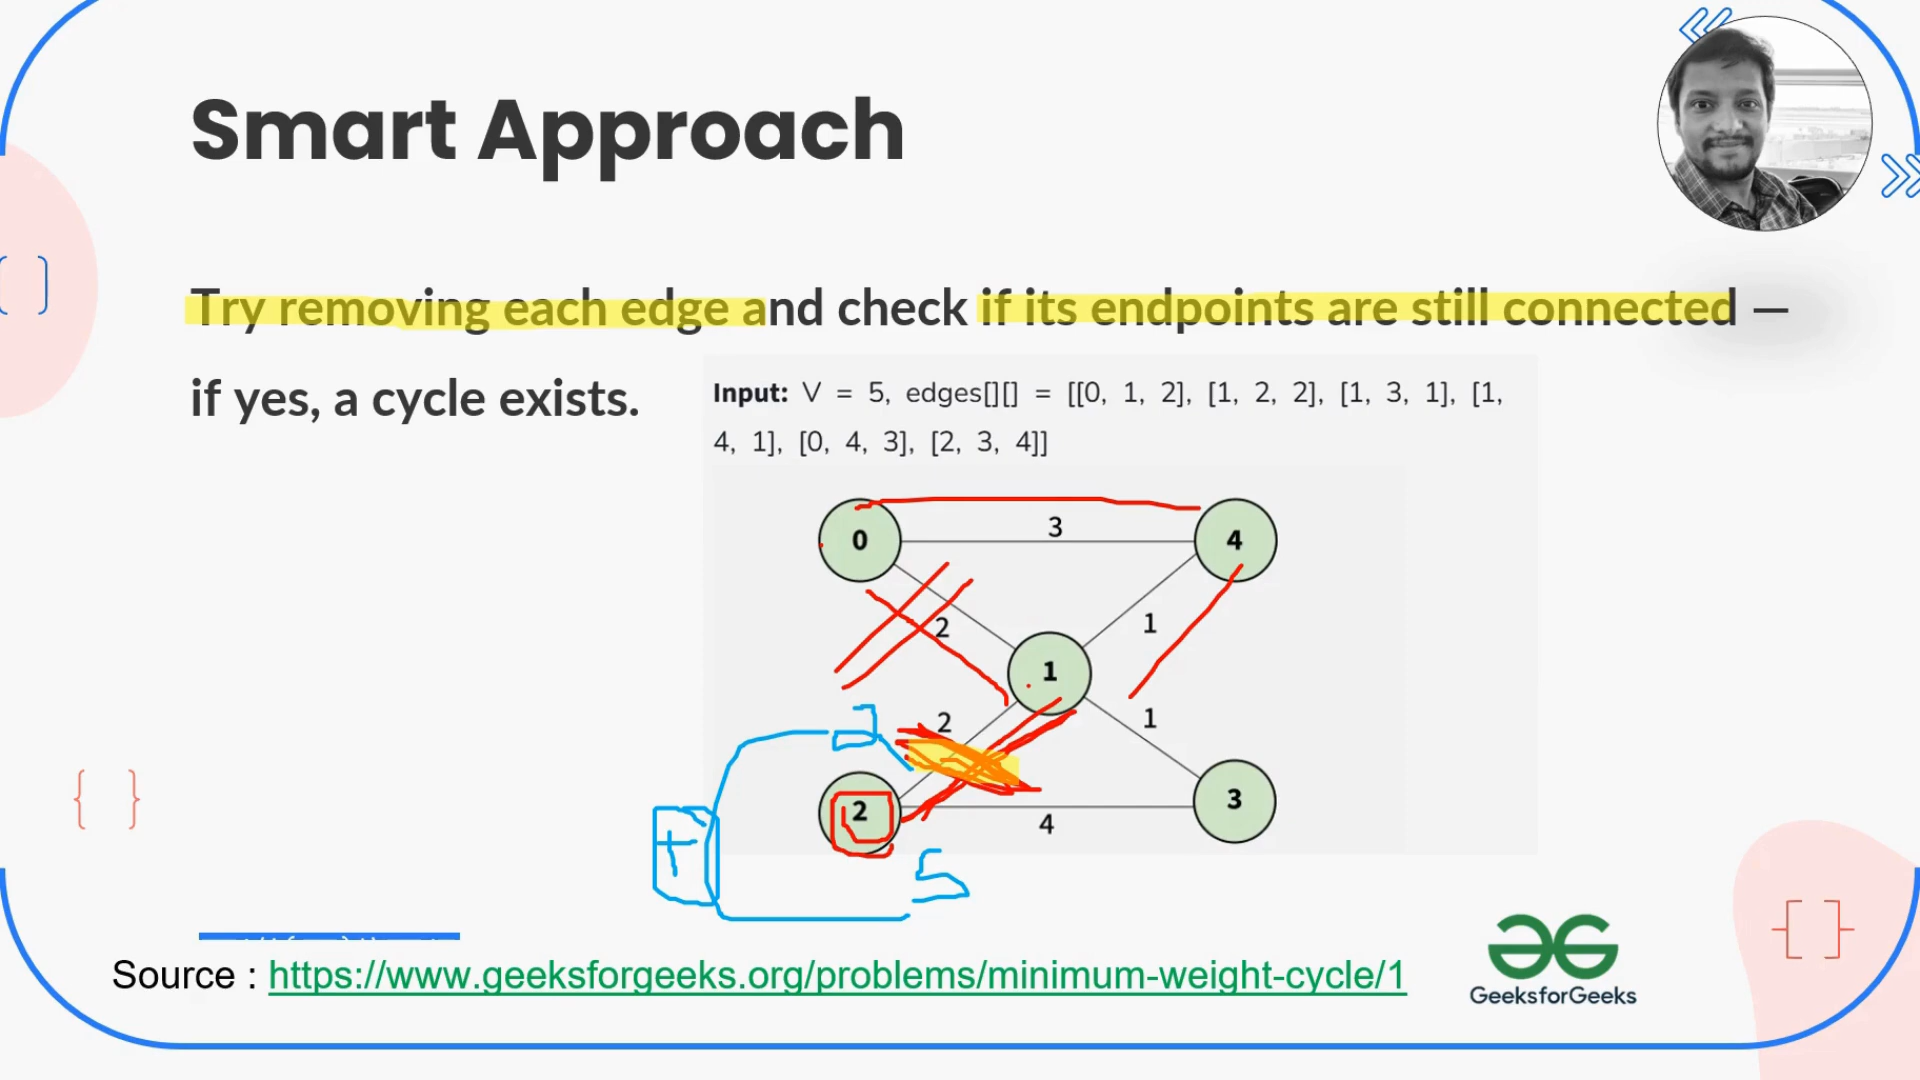 Smart Approach
Try removing each edge and check if its endpoints are still connected —
if yes, a cycle exists.
Input: V = 5, edges[][] = [[0, 1, 2], [1, 2, 2], [1, 3, 1], [1,
4, 1], [0, 4, 3], [2, 3, 4]]
0
3
4
2
1
1
2
1
2
4
3
5
{ }
Source : https://www.geeksforgeeks.org/problems/minimum-weight-cycle/1
GeeksforGeeks